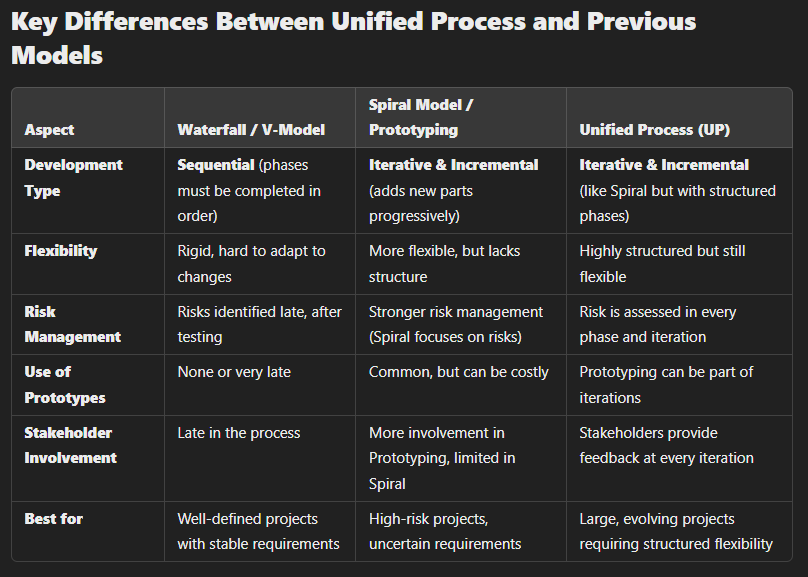 Key Differences Between Unified Process and Previous
Models
Aspect
Waterfall / V-Model
Spiral Model /
Prototyping
Unified Process (UP)
Development
Type
Sequential (phases
must be completed in
order)
Iterative & Incremental
(adds new parts
progressively)
Iterative & Incremental
(like Spiral but with structured
phases)
Flexibility
Rigid, hard to adapt to
changes
More flexible, but lacks
structure
Highly structured but still
flexible
Risk
Management
Risks identified late, after
testing
Stronger risk management
(Spiral focuses on risks)
Risk is assessed in every
phase and iteration
Use of
Prototypes
None or very late
Common, but can be costly
Prototyping can be part of
iterations
Stakeholder
Involvement
Late in the process
More involvement in
Prototyping, limited in
Spiral
Stakeholders provide
feedback at every iteration
Best for
Well-defined projects
with stable requirements
High-risk projects,
uncertain requirements
Large, evolving projects
requiring structured flexibility